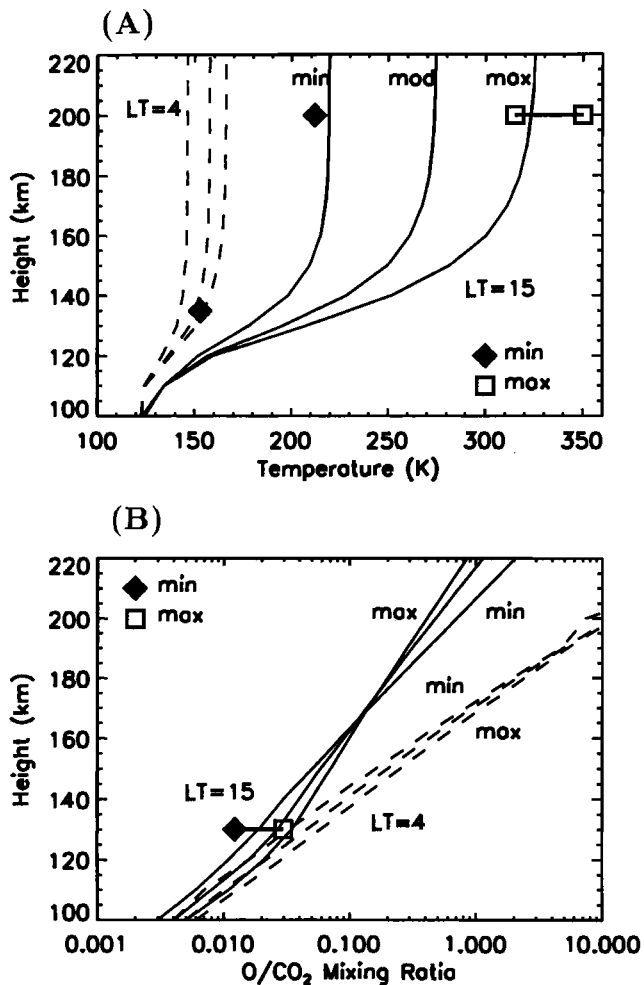 (A)
220
200
180
160
140
120
100
Height (km)
LT=4
min
mod
max
LT=15
min
max
100
150
200
250
300
350
Temperature (K)
(B)
220
200
180
160
140
120
100
Height (km)
min
max
max
min
min
max
LT=15
LT=4
0.001
0.010
0.100
1.000
10.000
O/CO₂ Mixing Ratio